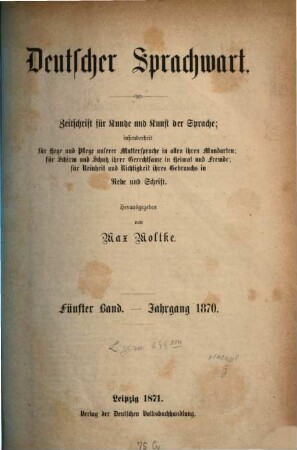 Deutscher Sprachwart.
Zeitschrift für Kunde und Kunst der Sprache;
insonderheit
für Hege und Pflege unserer Muttersprache in allen ihren Mundarten;
für Schirm und Schutz ihrer Gerechtsame in Heimat und Fremde;
für Reinheit und Richtigkeit ihres Gebrauchs in
Rede und Schrift.
Herausgegeben
von
Max Moltke.
Fünfter Band. — Jahrgang 1870.
Leipzig 1871.
Verlag der Deutschen Volksbuchhandlung.